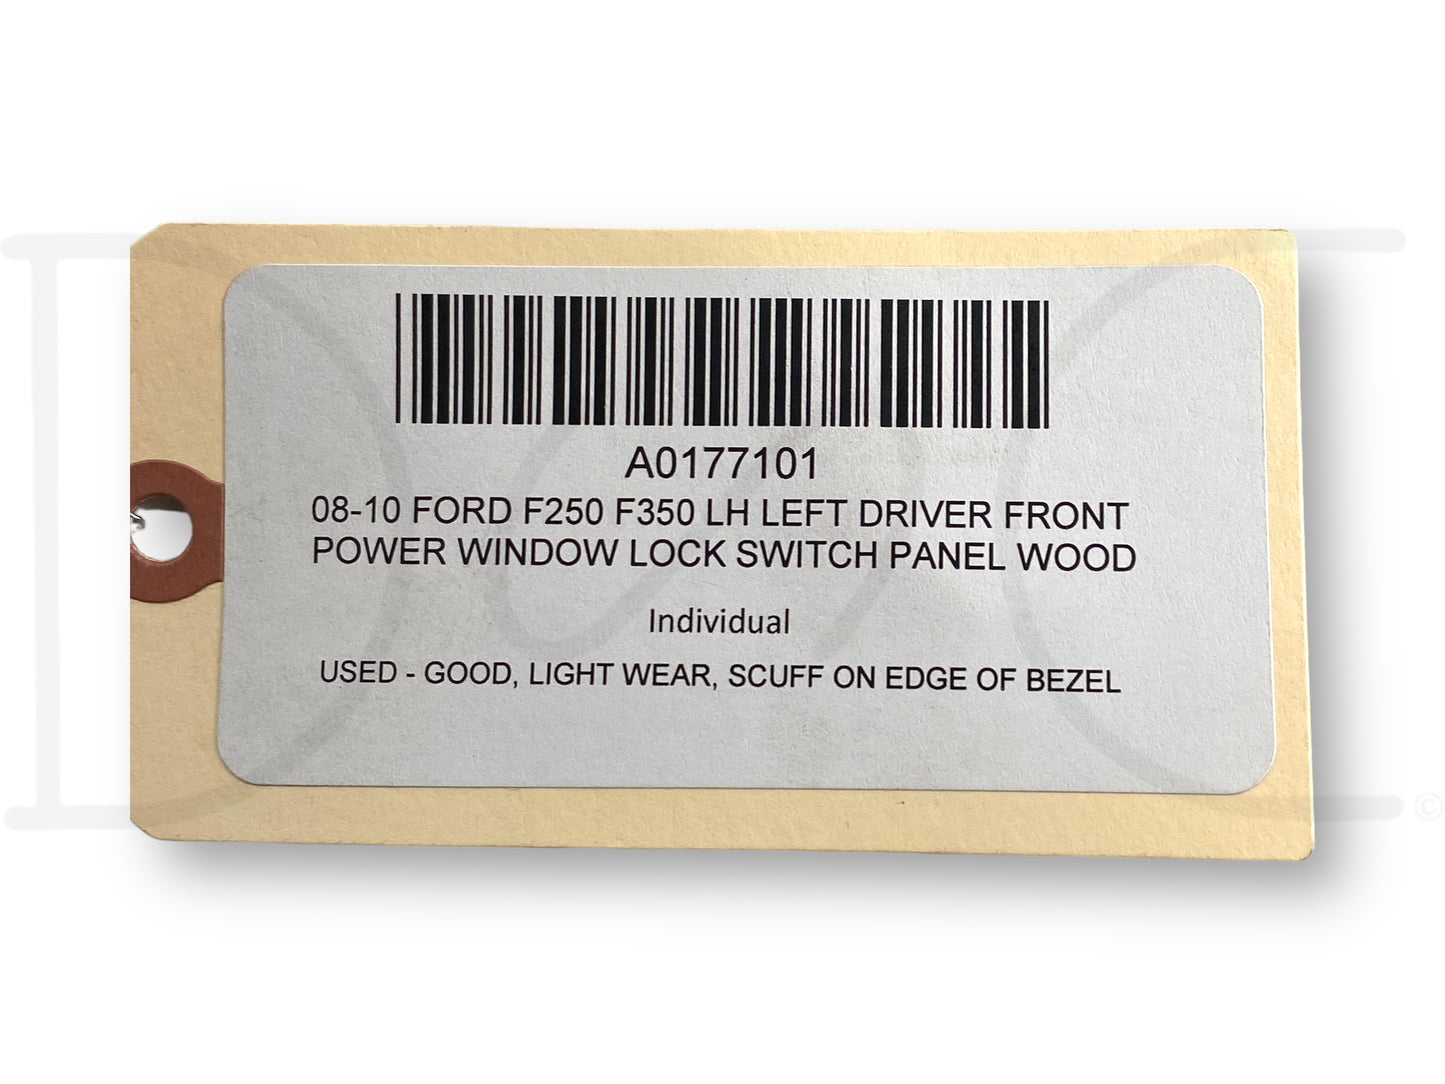 A0177101
08-10 FORD F250 F350 LH LEFT DRIVER FRONT
POWER WINDOW LOCK SWITCH PANEL WOOD
Individual
USED - GOOD, LIGHT WEAR, SCUFF ON EDGE OF BEZEL
©